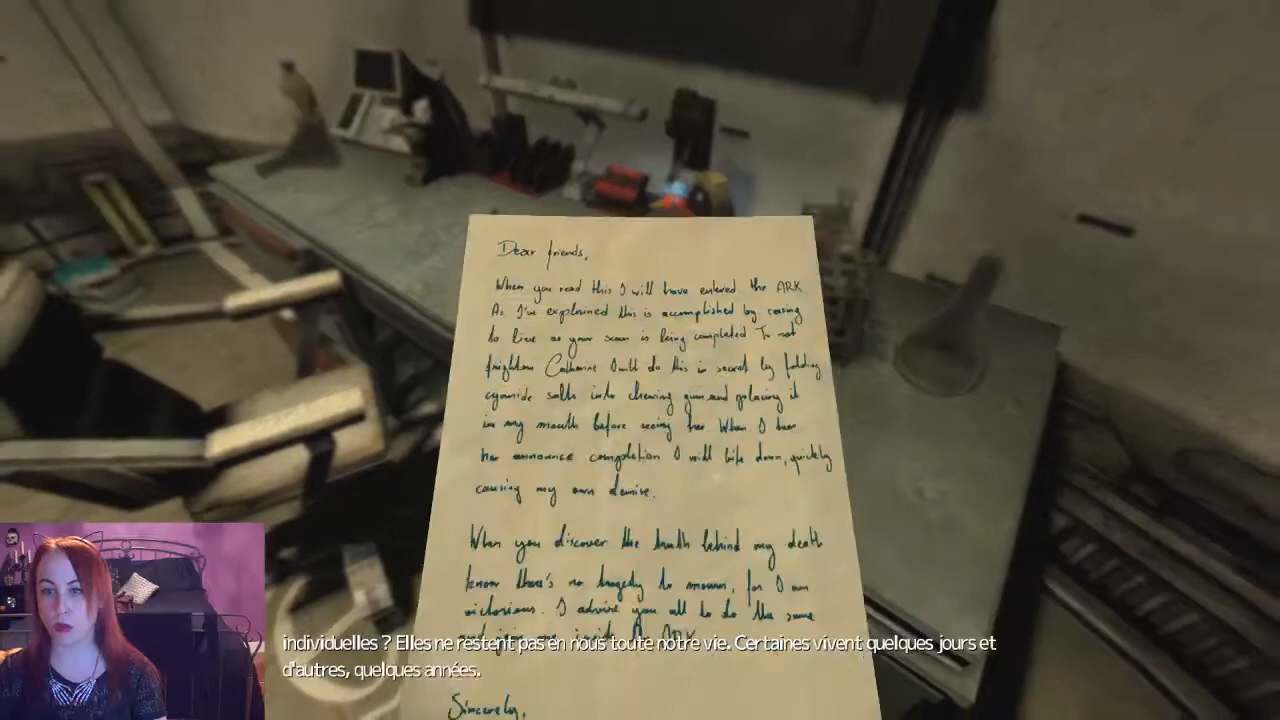 Dear friends,
When you read this I will have entered the ARK.
As I've explained this is accomplished by ceasing
to live as your scan is being completed To not
frighten Catherine I will do this in secret by folding
cyanide salts into chewing gum and placing it
in my mouth before seeing her When I hear
her announce completion I will bite down, quickly
causing my own demise.
When you discover the truth behind my death
know there's no tragedy to mourn, for I am
victorious. I advise you all to do the same
ARK
individuelles ? Elles ne restent pas en nous toute notre vie. Certaines vivent quelques jours et
d'autres, quelques années.
Sincerely,